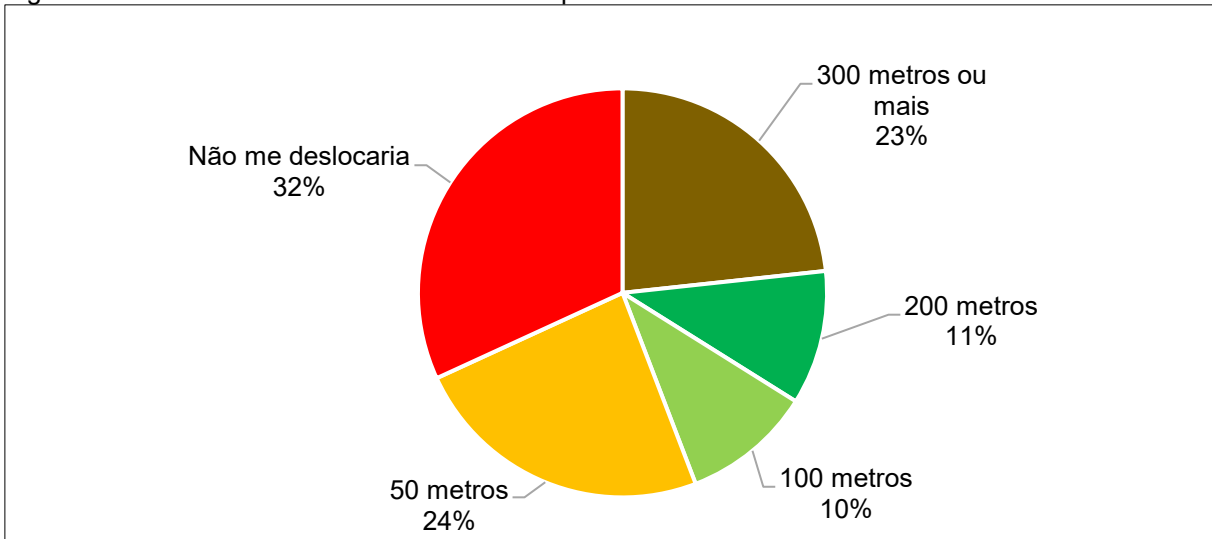 300 metros ou
mais
23%
Não me deslocaria
32%
200 metros
11%
100 metros
10%
50 metros
24%